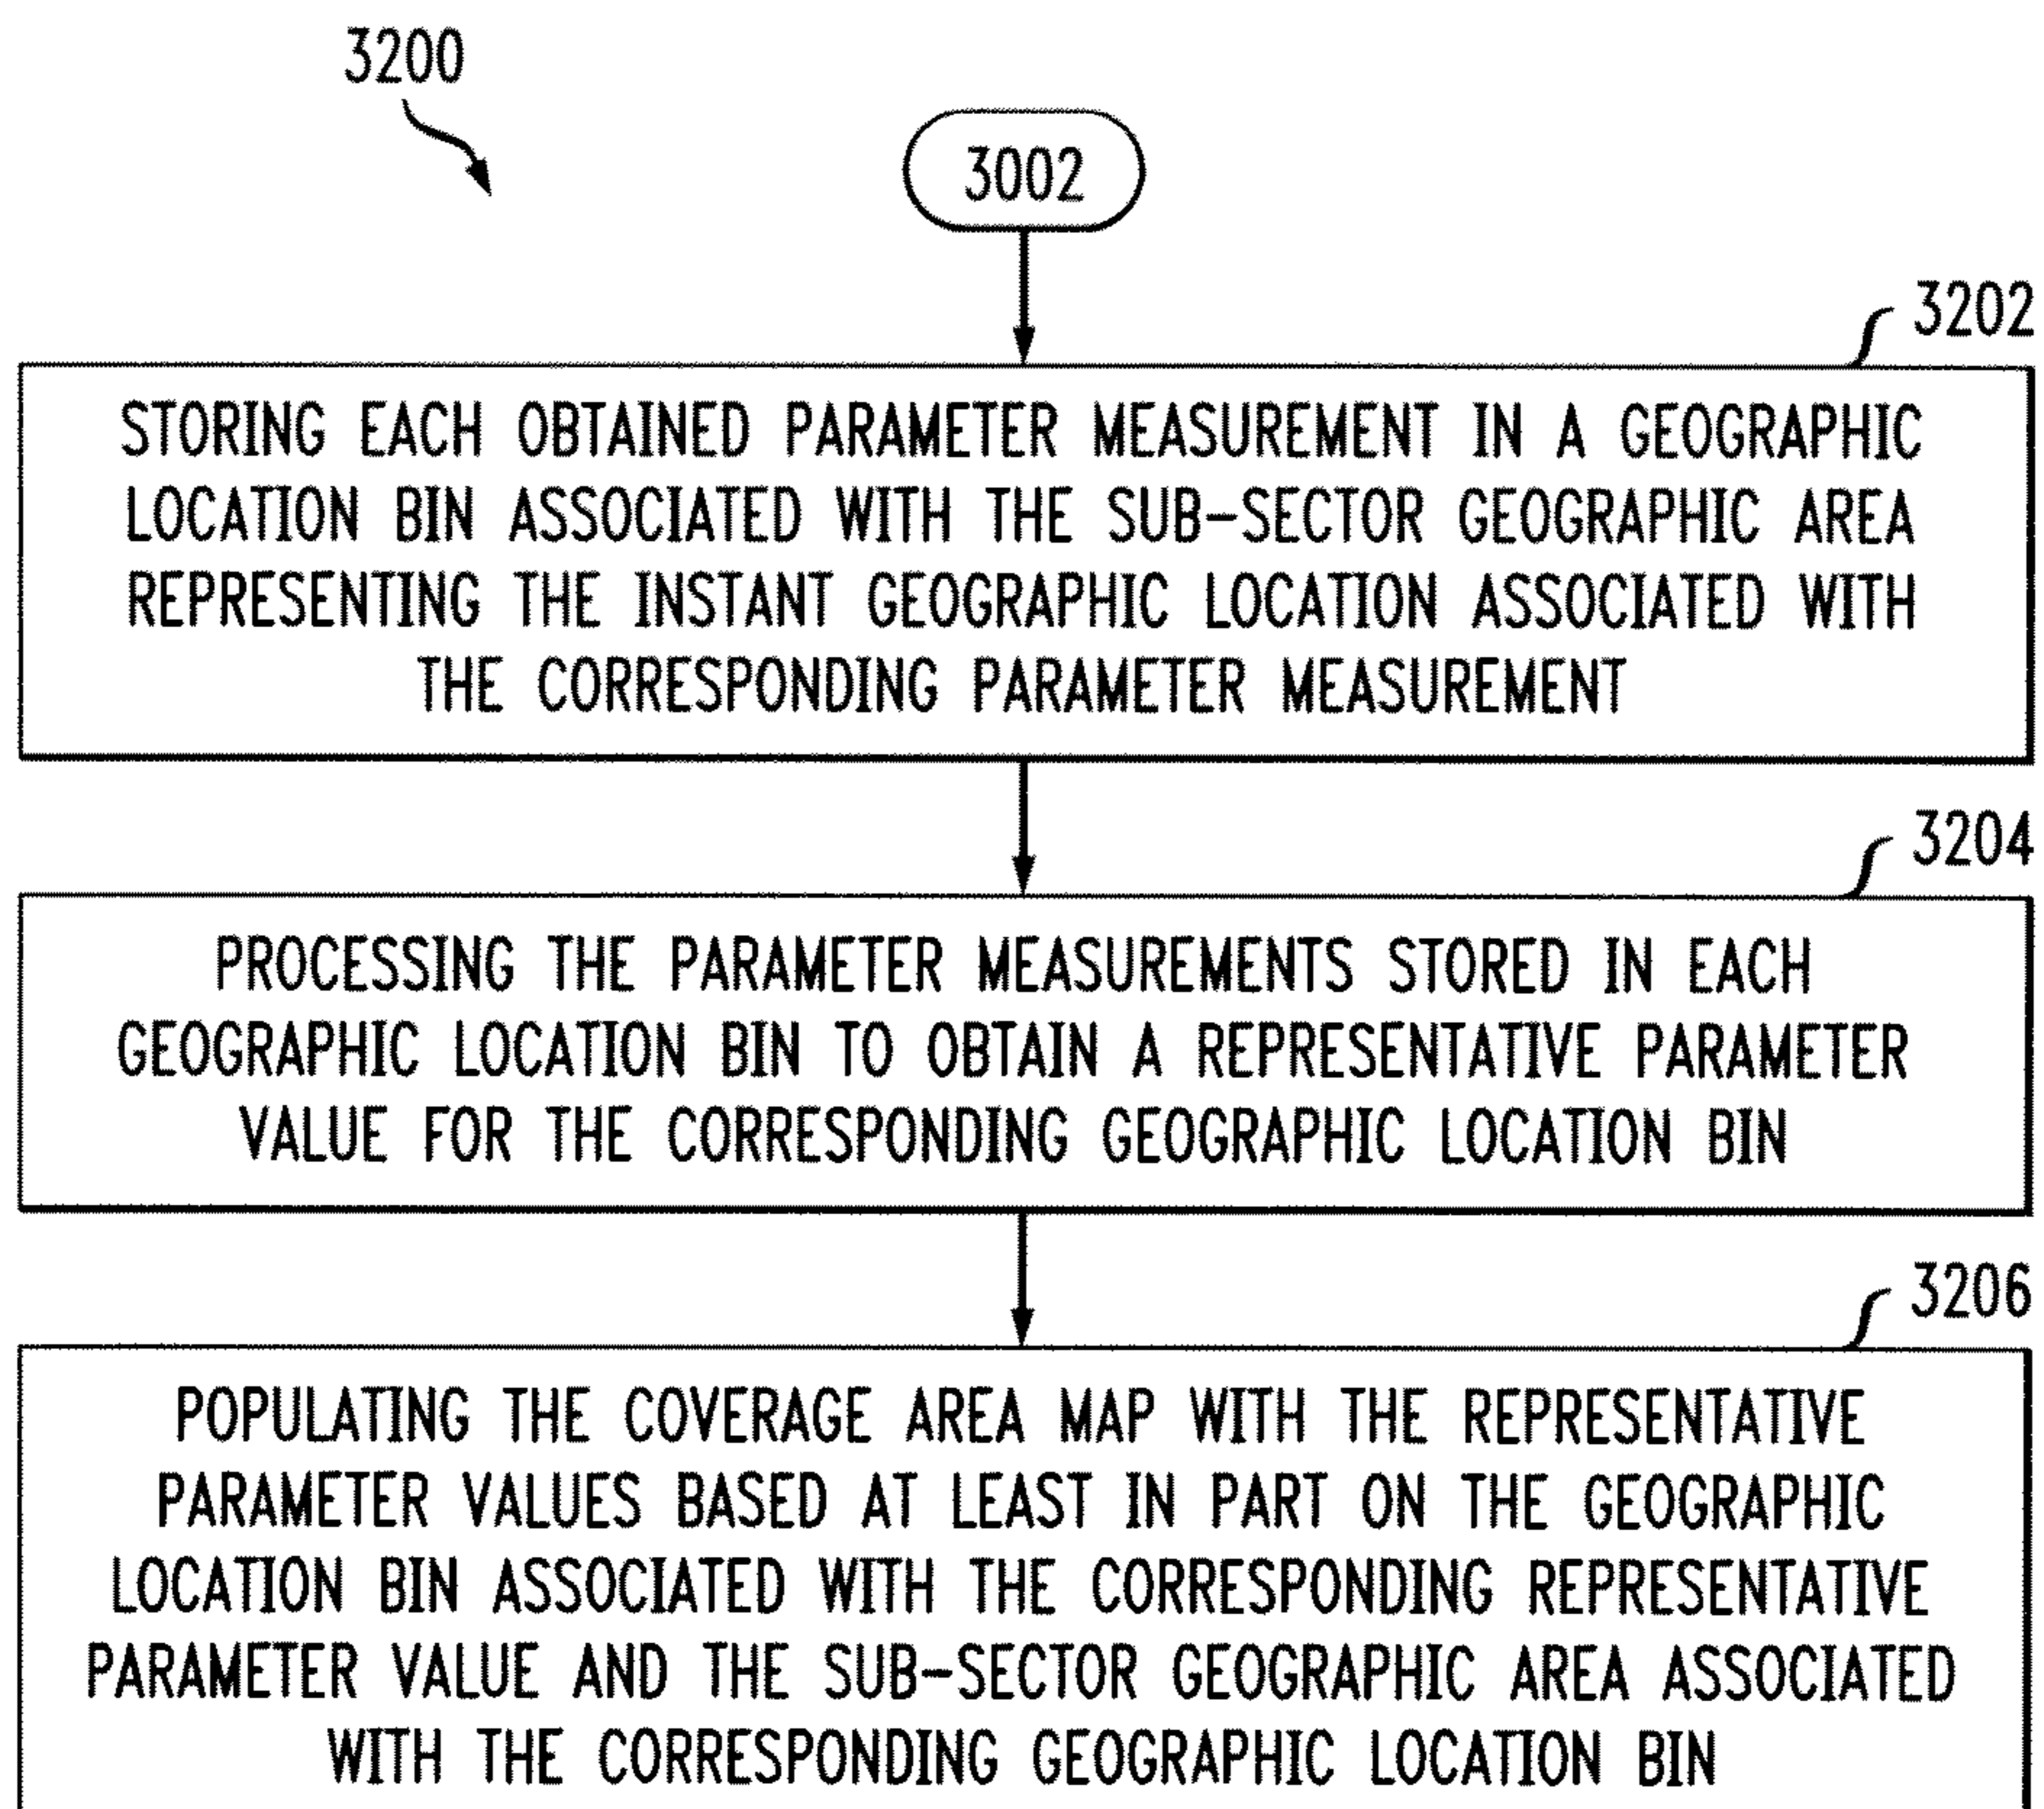 3200
3002
3202
STORING EACH OBTAINED PARAMETER MEASUREMENT IN A GEOGRAPHIC
LOCATION BIN ASSOCIATED WITH THE SUB-SECTOR GEOGRAPHIC AREA
REPRESENTING THE INSTANT GEOGRAPHIC LOCATION ASSOCIATED WITH
THE CORRESPONDING PARAMETER MEASUREMENT
3204
PROCESSING THE PARAMETER MEASUREMENTS STORED IN EACH
GEOGRAPHIC LOCATION BIN TO OBTAIN A REPRESENTATIVE PARAMETER
VALUE FOR THE CORRESPONDING GEOGRAPHIC LOCATION BIN
3206
POPULATING THE COVERAGE AREA MAP WITH THE REPRESENTATIVE
PARAMETER VALUES BASED AT LEAST IN PART ON THE GEOGRAPHIC
LOCATION BIN ASSOCIATED WITH THE CORRESPONDING REPRESENTATIVE
PARAMETER VALUE AND THE SUB-SECTOR GEOGRAPHIC AREA ASSOCIATED
WITH THE CORRESPONDING GEOGRAPHIC LOCATION BIN